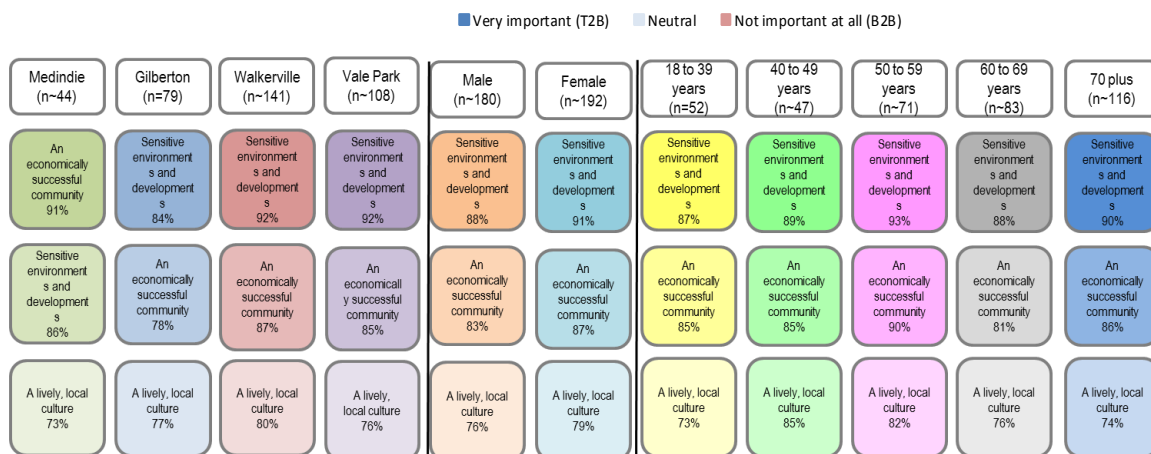 Very important (T2B) Neutral Not important at all (B2B)
Medindie
(n~44)
Gilberton
(n=79)
Walkerville
(n~141)
Vale Park
(n~108)
Male
(n~180)
Female
(n~192)
18 to 39
years
(n=52)
40 to 49
years
(n~47)
50 to 59
years
(n~71)
60 to 69
years
(n~83)
70 plus
(n~116)
An
economically
successful
community
91%
Sensitive
environment
s and
development
s
84%
Sensitive
environment
s and
development
s
92%
Sensitive
environment
s and
development
s
92%
Sensitive
environment
s and
development
s
88%
Sensitive
environment
s and
development
s
91%
Sensitive
environment
s and
development
s
87%
Sensitive
environment
s and
development
s
89%
Sensitive
environment
s and
development
s
93%
Sensitive
environment
s and
development
s
88%
Sensitive
environment
s and
development
s
90%
Sensitive
environment
s and
development
s
86%
An
economically
successful
community
78%
An
economically
successful
community
87%
An
economicall
y successful
community
85%
An
economically
successful
community
83%
An
economically
successful
community
87%
An
economically
successful
community
85%
An
economically
successful
community
85%
An
economically
successful
community
90%
An
economically
successful
community
81%
An
economically
successful
community
86%
A lively, local
culture
73%
A lively, local
culture
77%
A lively, local
culture
80%
A lively,
local culture
76%
A lively, local
culture
76%
A lively, local
culture
79%
A lively, local
culture
73%
A lively, local
culture
85%
A lively, local
culture
82%
A lively, local
culture
76%
A lively, local
culture
74%